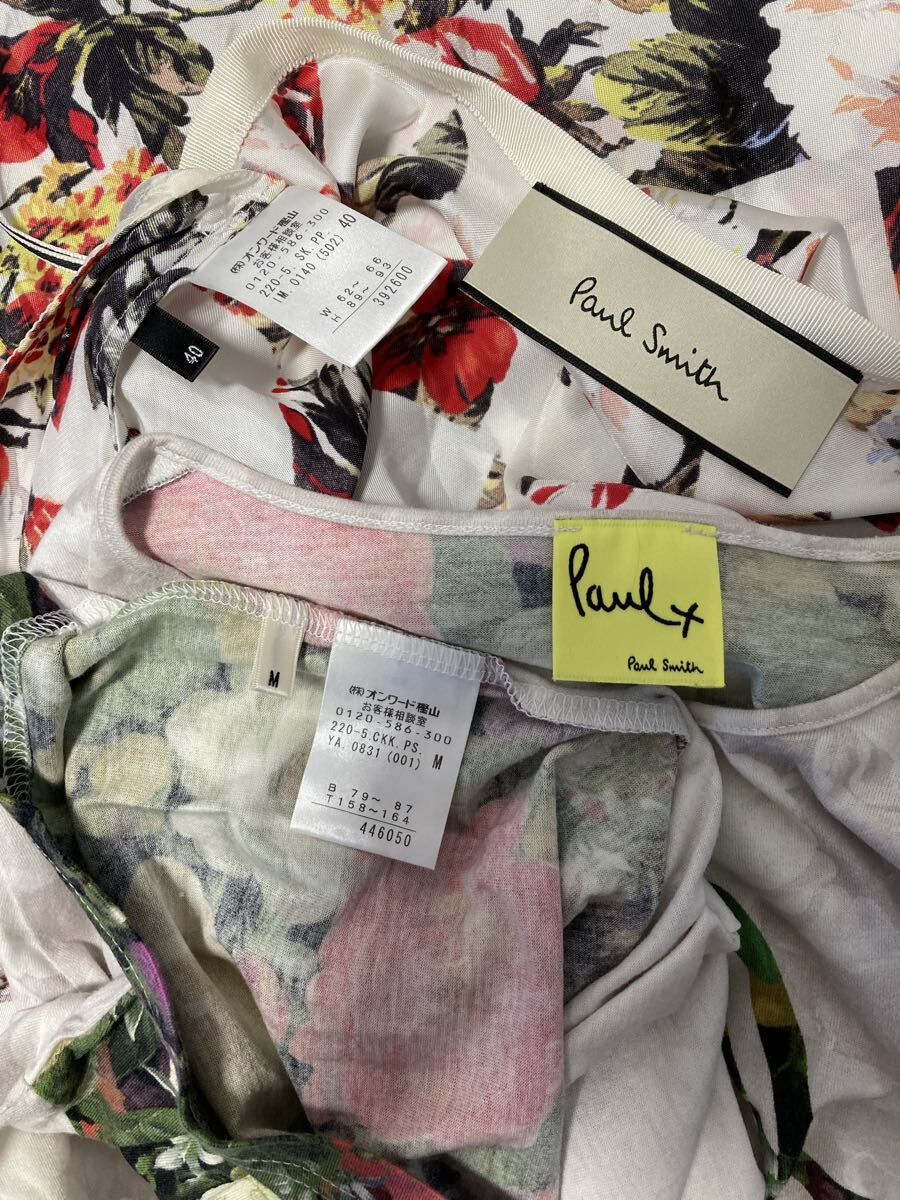 (株)オンワード樫山
お客様相談室
0120-586-300
220-5. SK. PP. 40
IM. 0140 (502)
W 62~ 66
H 89~ 93
392600
40
Paul Smith
Paul +
Paul Smith
M
(株)オンワード樫山
お客様相談室
0120-586-300
220-5.CKK.PS. M
YA. 0831 (001)
B 79~ 87
T158~164
446050